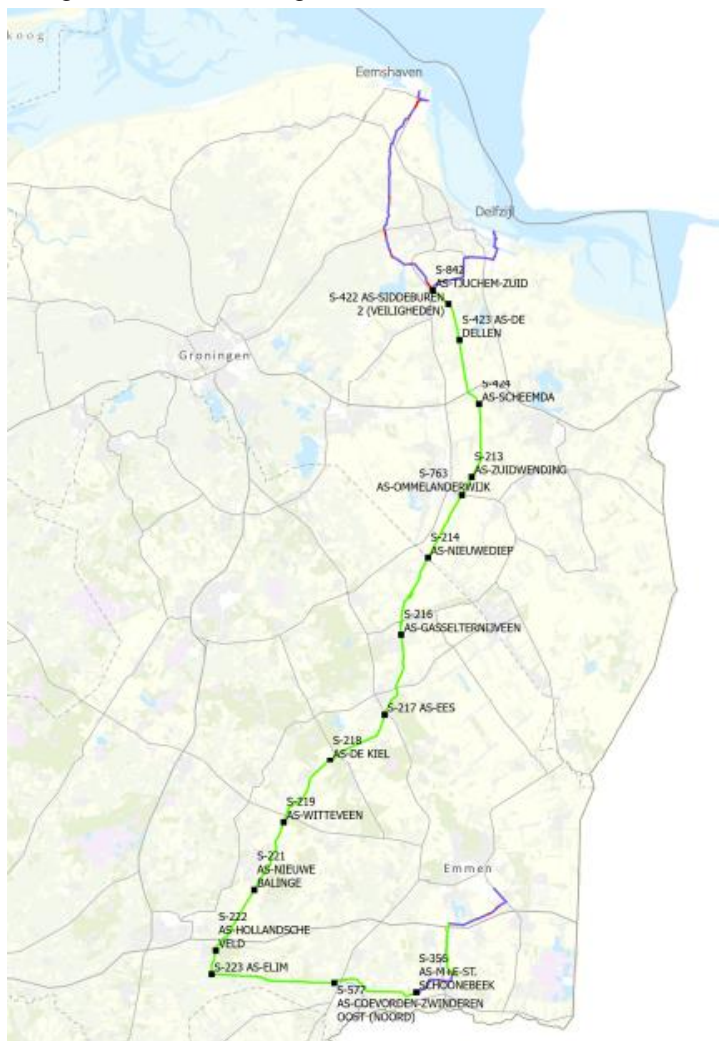 koog
Eemshaven
Delfzijl
S-842
AS-TJUCHEM-ZUID
S-422 AS-SIDDEBUREN
2 (VEILIGHEDEN)
S-423 AS-DE
DELLEN
Groningen
S-424
AS-SCHEEMDA
S-213
AS-ZUIDWENDING
S-763
AS-OMMELANDERWIJK
S-214
AS-NIEUWEDIEP
S-216
AS-GASSELTERNIJVEEN
S-217 AS-EES
S-218
AS-DE KIEL
S-219
AS-WITTEVEEN
S-221
AS-NIEUWE
BALINGE
Emmen
S-222
AS-HOLLANDSCHE
VELD
S-223 AS-ELIM
S-356
SCHOONEBEEK
S-577
AS-COEVORDEN-ZWINDEREN
OOST (NOORD)